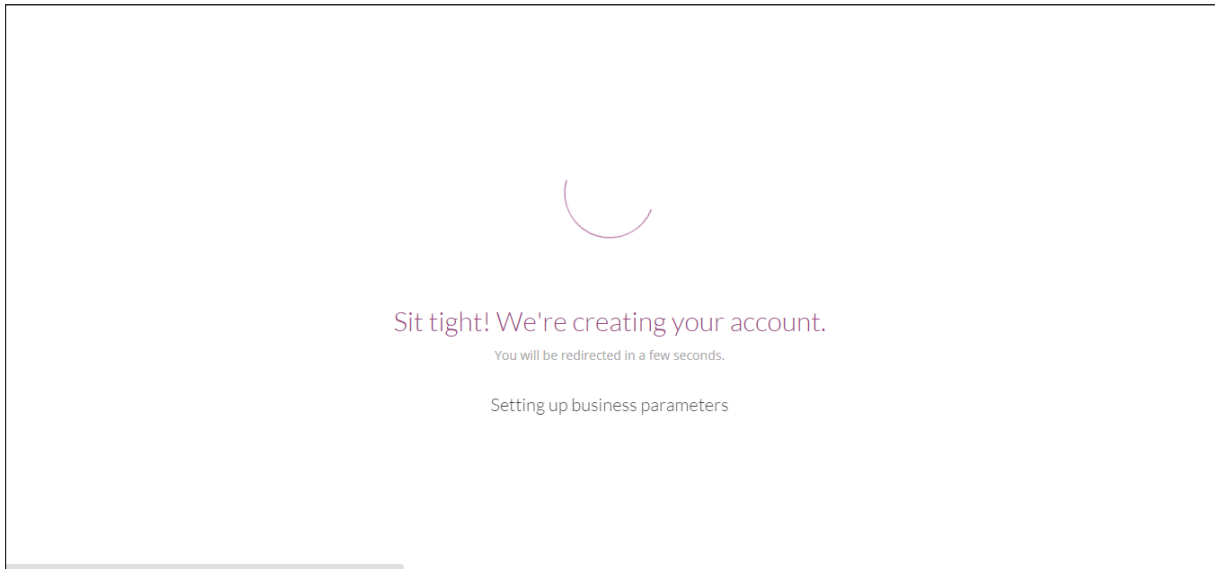 Sit tight! We're creating your account.
You will be redirected in a few seconds.
Setting up business parameters